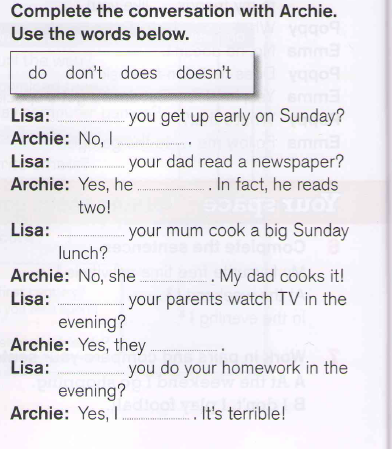 Complete the conversation with Archie.
Use the words below.
do don't does doesn't
Lisa: ............ you get up early on Sunday?
Archie: No, I ............ .
Lisa: ............ your dad read a newspaper?
Archie: Yes, he ............ . In fact, he reads
two!
Lisa: ............ your mum cook a big Sunday
lunch?
Archie: No, she ............ . My dad cooks it!
Lisa: ............ your parents watch TV in the
evening?
Archie: Yes, they ............ .
Lisa: ............ you do your homework in the
evening?
Archie: Yes, I ............ . It's terrible!